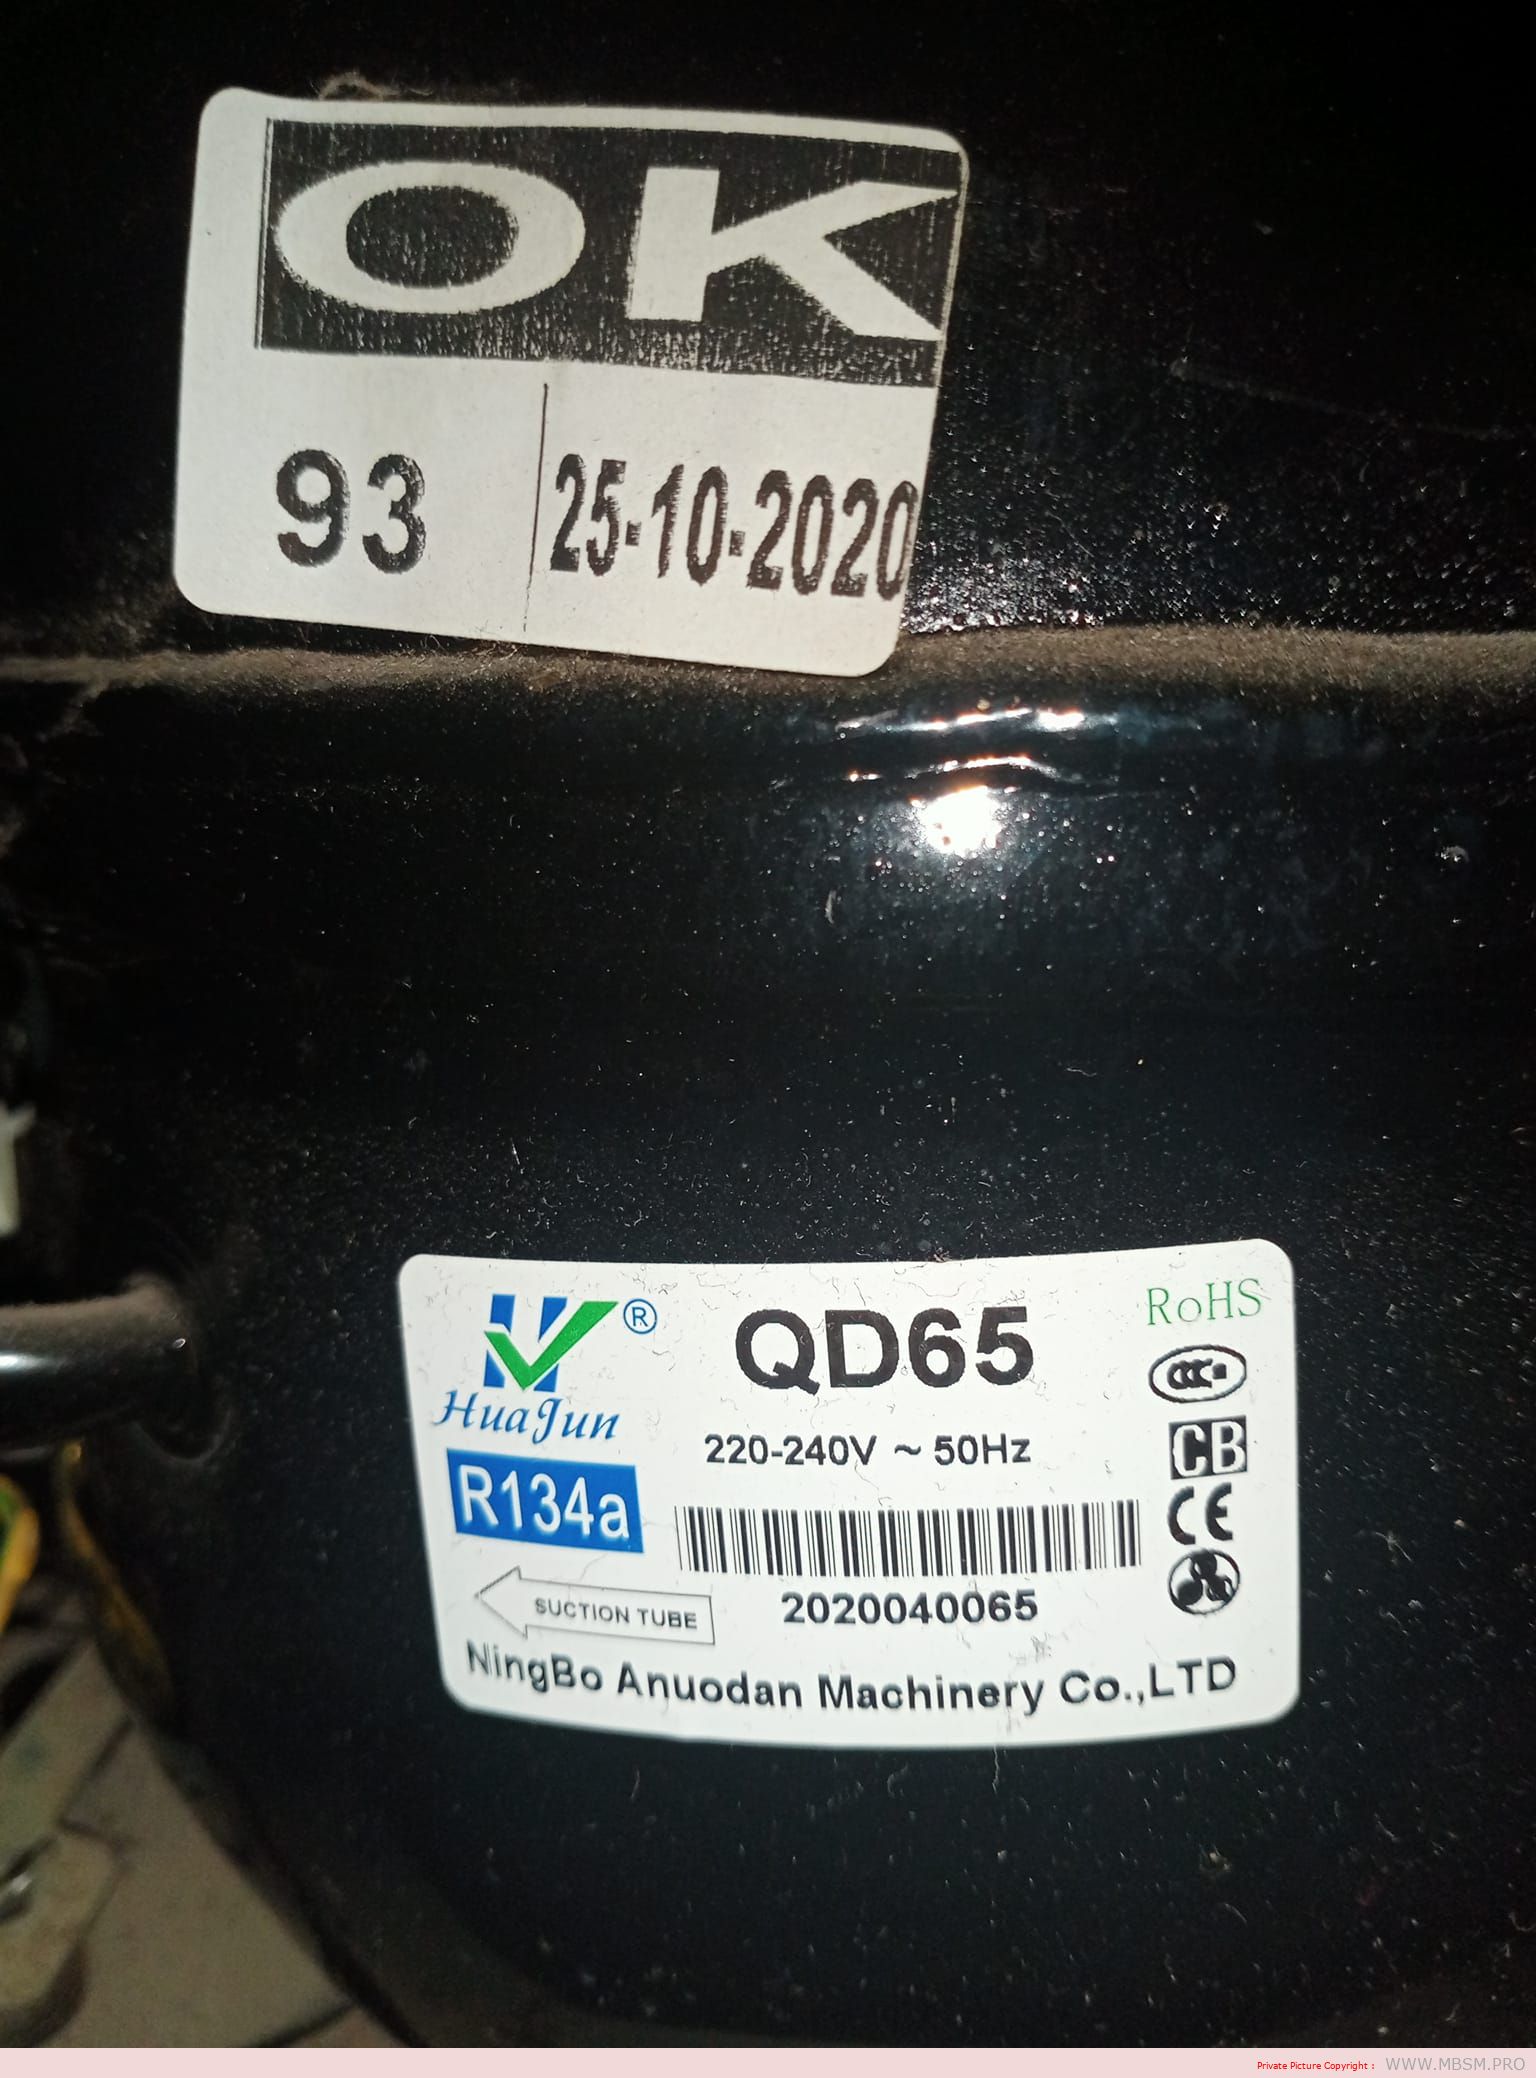 OK
93
25-10-2020
HuaJun ®
QD65
RoHS
220-240V ~ 50Hz
CCC
CB
CE
R134a
2020040065
SUCTION TUBE
NingBo Anuodan Machinery Co.,LTD
Private Picture Copyright : WWW.MBSM.PRO